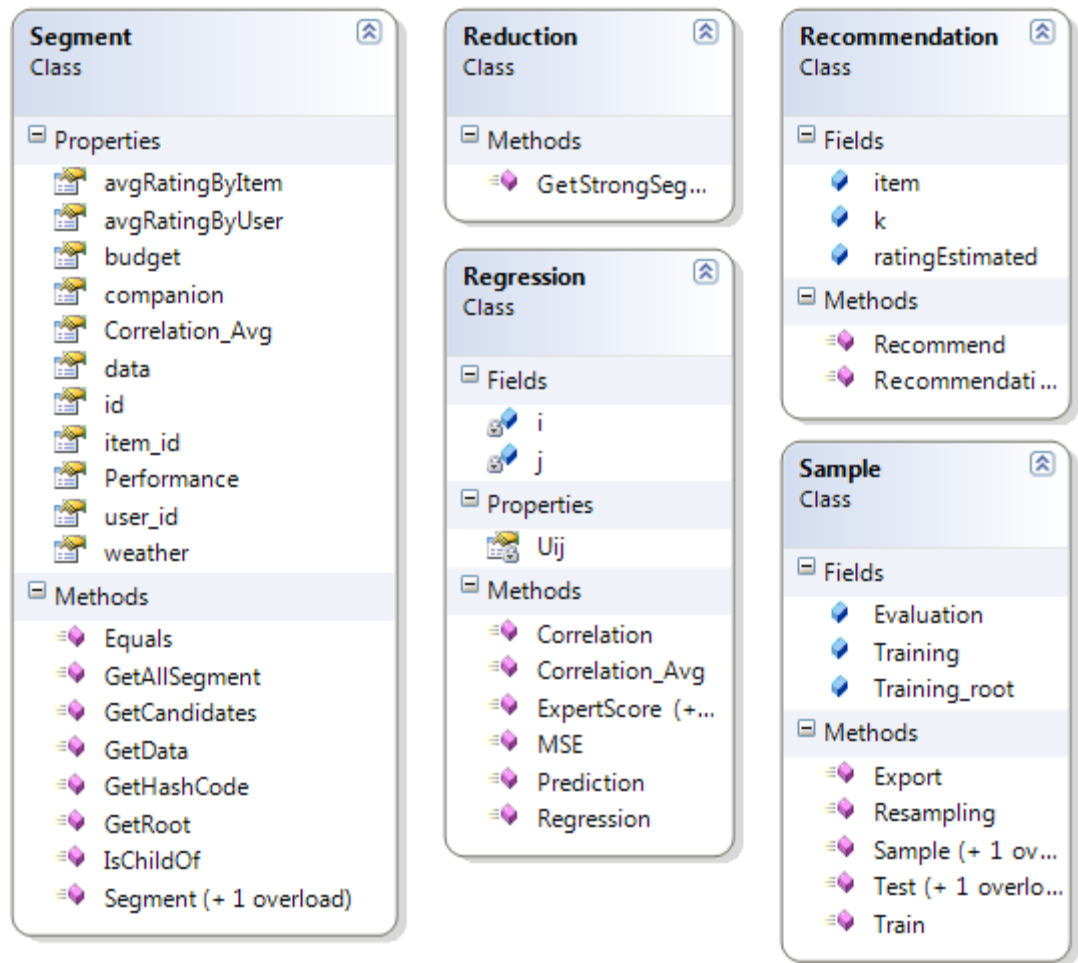 Segment
Class
Properties
avgRatingByItem
avgRatingByUser
budget
companion
Correlation_Avg
data
id
item_id
Performance
user_id
weather
Methods
Equals
GetAllSegment
GetCandidates
GetData
GetHashCode
GetRoot
IsChildOf
Segment (+ 1 overload)
Reduction
Class
Methods
GetStrongSeg...
Regression
Class
Fields
i
j
Properties
Uij
Methods
Correlation
Correlation_Avg
ExpertScore (+...
MSE
Prediction
Regression
Recommendation
Class
Fields
item
k
ratingEstimated
Methods
Recommend
Recommendati...
Sample
Class
Fields
Evaluation
Training
Training_root
Methods
Export
Resampling
Sample (+ 1 ov...
Test (+ 1 overlo...
Train